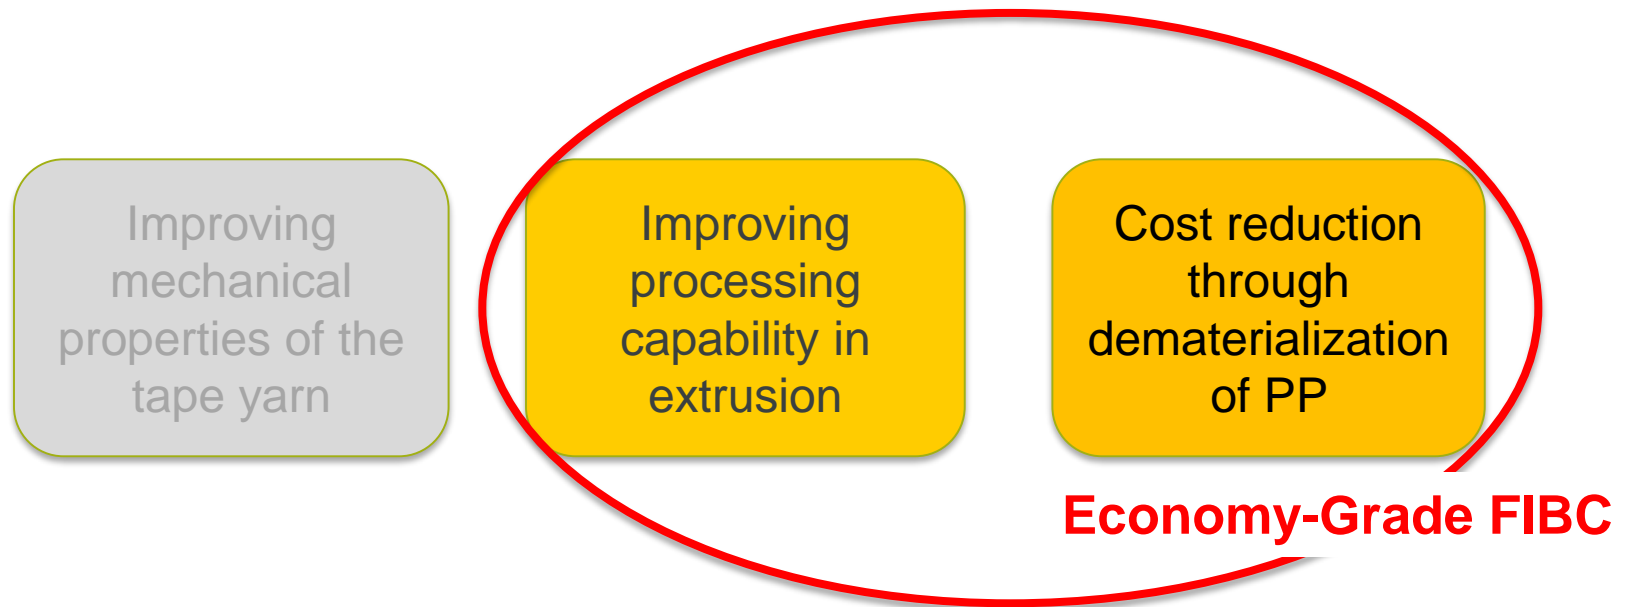 Improving
mechanical
properties of the
tape yarn
Improving
processing
capability in
extrusion
Cost reduction
through
dematerialization
of PP
Economy-Grade FIBC